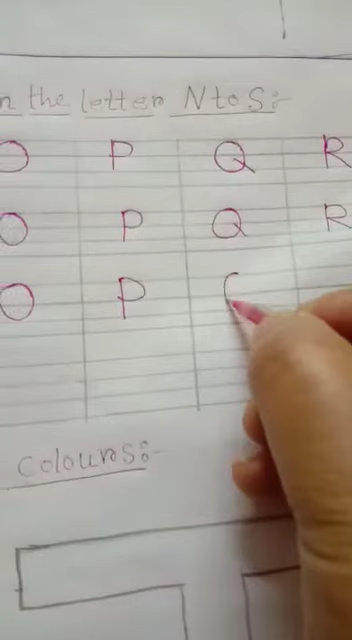 n the letter N to S:-
O P Q R
O P Q R
O P
Colours:-